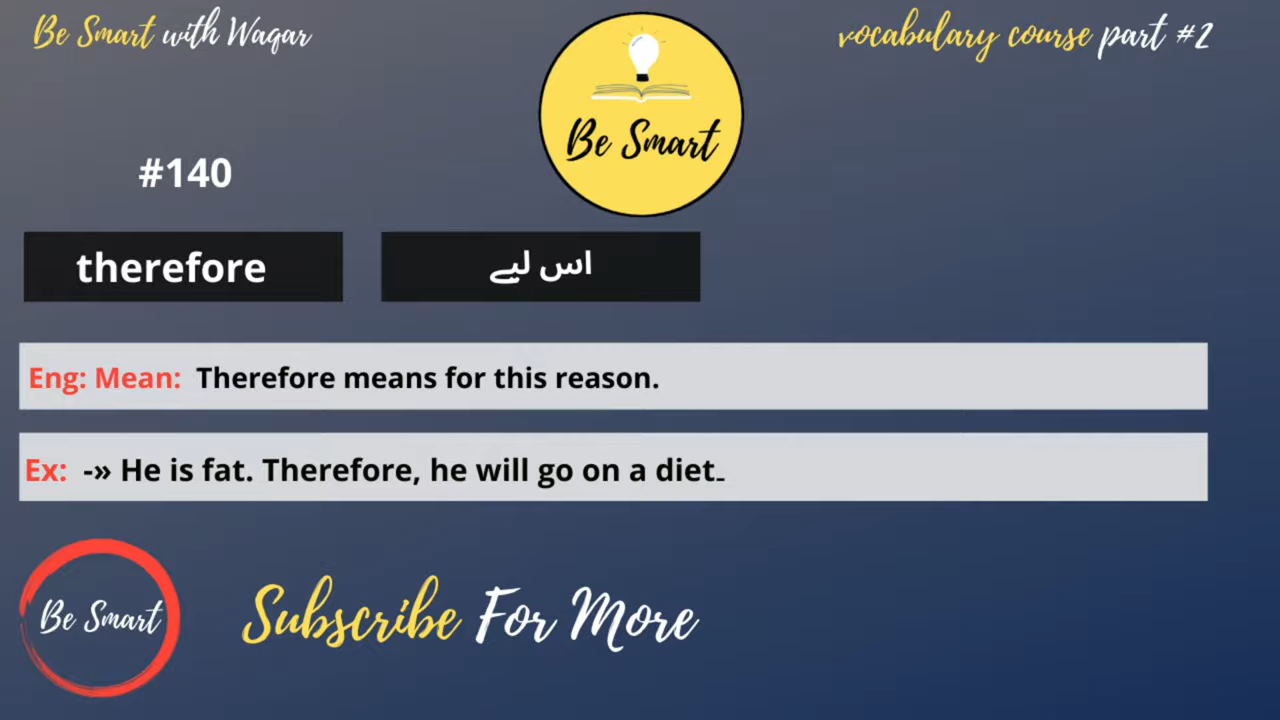 Be Smart with Waqar
vocabulary course part #2
Be Smart
#140
therefore
اس لیے
Eng: Mean: Therefore means for this reason.
Ex: -» He is fat. Therefore, he will go on a diet۔
Be Smart
Subscribe For More